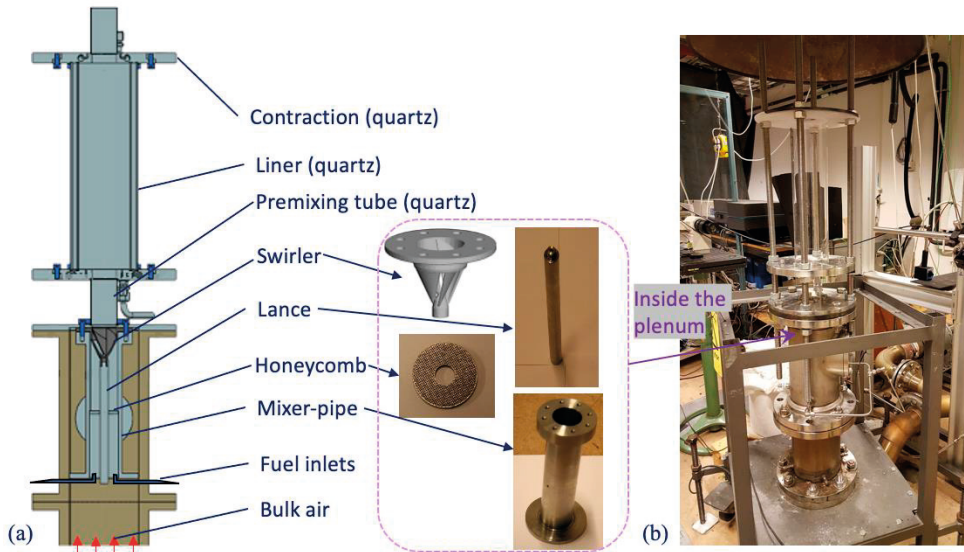 Contraction (quartz)
Liner (quartz)
Premixing tube (quartz)
Swirler
Lance
Honeycomb
Mixer-pipe
Fuel inlets
Bulk air
(a)
Inside the
plenum
(b)